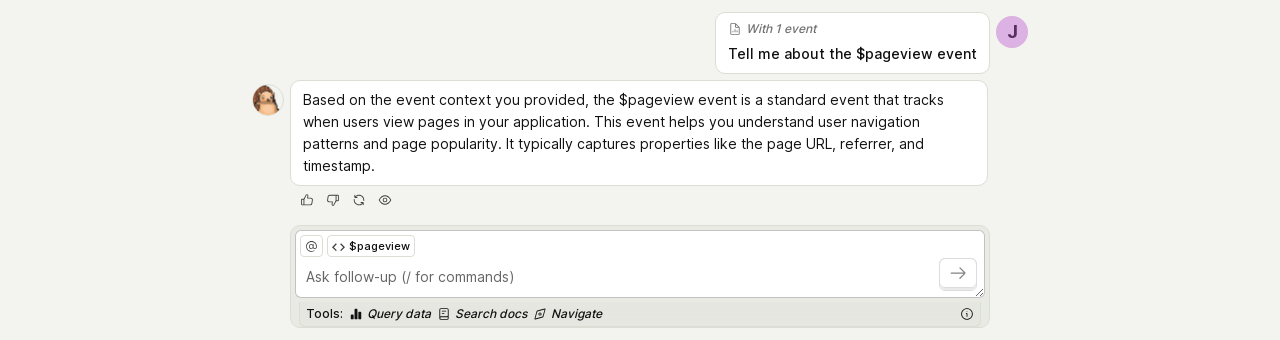 With 1 event
Tell me about the $pageview event
J
Based on the event context you provided, the $pageview event is a standard event that tracks
when users view pages in your application. This event helps you understand user navigation
patterns and page popularity. It typically captures properties like the page URL, referrer, and
timestamp.
@ $pageview
Ask follow-up (/ for commands)
Tools: Query data Search docs Navigate